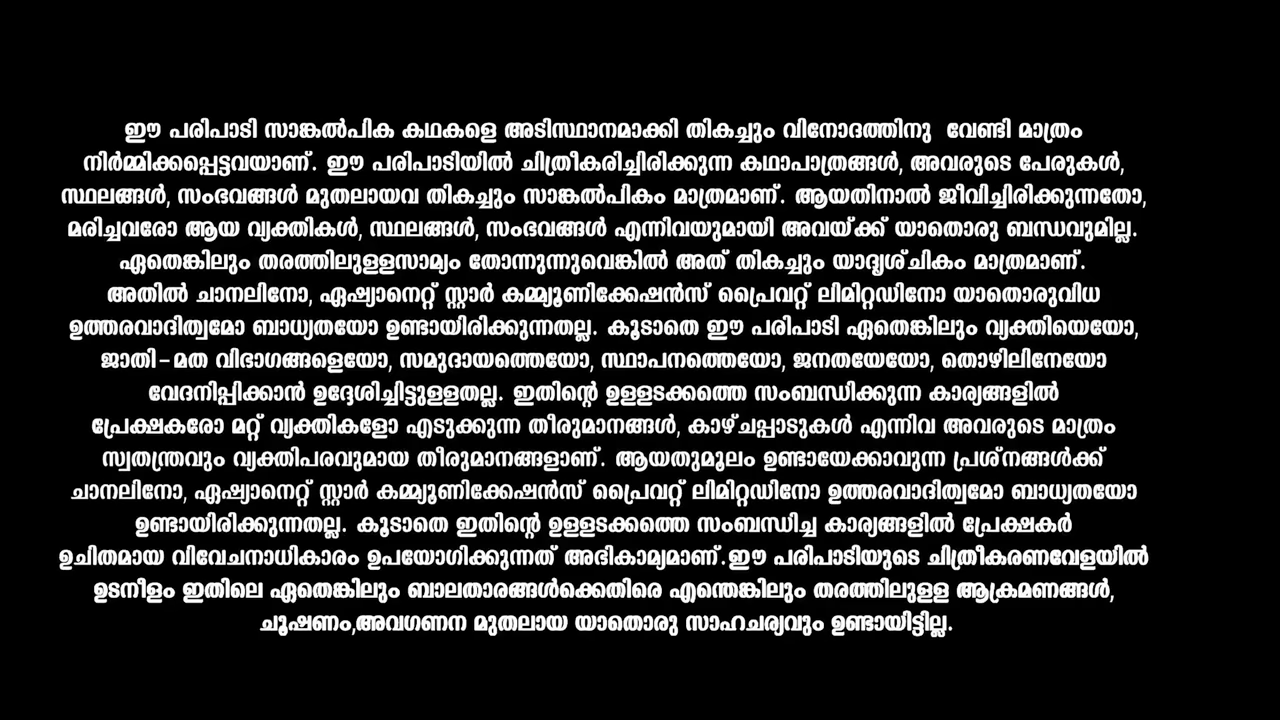 ഈ പരിപാടി സാങ്കൽപിക കഥകളെ അടിസ്ഥാനമാക്കി തികച്ചും വിനോദത്തിനു വേണ്ടി മാത്രം
നിർമ്മിക്കപ്പെട്ടവയാണ്. ഈ പരിപാടിയിൽ ചിത്രീകരിച്ചിരിക്കുന്ന കഥാപാത്രങ്ങൾ, അവരുടെ പേരുകൾ,
സ്ഥലങ്ങൾ, സംഭവങ്ങൾ മുതലായവ തികച്ചും സാങ്കൽപികം മാത്രമാണ്. ആയതിനാൽ ജീവിച്ചിരിക്കുന്നതോ,
മരിച്ചവരോ ആയ വ്യക്തികൾ, സ്ഥലങ്ങൾ, സംഭവങ്ങൾ എന്നിവയുമായി അവയ്ക്ക് യാതൊരു ബന്ധവുമില്ല.
ഏതെങ്കിലും തരത്തിലുളളസാമ്യം തോന്നുന്നുവെങ്കിൽ അത് തികച്ചും യാദൃശ്ചികം മാത്രമാണ്.
അതിൽ ചാനലിനോ, ഏഷ്യാനെറ്റ് സ്റ്റാർ കമ്മ്യൂണിക്കേഷൻസ് പ്രൈവറ്റ് ലിമിറ്റഡിനോ യാതൊരുവിധ
ഉത്തരവാദിത്വമോ ബാധ്യതയോ ഉണ്ടായിരിക്കുന്നതല്ല. കൂടാതെ ഈ പരിപാടി ഏതെങ്കിലും വ്യക്തിയെയോ,
ജാതി-മത വിഭാഗങ്ങളെയോ, സമുദായത്തെയോ, സ്ഥാപനത്തെയോ, ജനതയേയോ, തൊഴിലിനേയോ
വേദനിപ്പിക്കാൻ ഉദ്ദേശിച്ചിട്ടുളളതല്ല. ഇതിന്റെ ഉളളടക്കത്തെ സംബന്ധിക്കുന്ന കാര്യങ്ങളിൽ
പ്രേക്ഷകരോ മറ്റ് വ്യക്തികളോ എടുക്കുന്ന തീരുമാനങ്ങൾ, കാഴ്ചപ്പാടുകൾ എന്നിവ അവരുടെ മാത്രം
സ്വതന്ത്രവും വ്യക്തിപരവുമായ തീരുമാനങ്ങളാണ്. ആയതുമൂലം ഉണ്ടായേക്കാവുന്ന പ്രശ്നങ്ങൾക്ക്
ചാനലിനോ, ഏഷ്യാനെറ്റ് സ്റ്റാർ കമ്മ്യൂണിക്കേഷൻസ് പ്രൈവറ്റ് ലിമിറ്റഡിനോ ഉത്തരവാദിത്വമോ ബാധ്യതയോ
ഉണ്ടായിരിക്കുന്നതല്ല. കൂടാതെ ഇതിന്റെ ഉളളടക്കത്തെ സംബന്ധിച്ച കാര്യങ്ങളിൽ പ്രേക്ഷകർ
ഉചിതമായ വിവേചനാധികാരം ഉപയോഗിക്കുന്നത് അഭികാമ്യമാണ്.ഈ പരിപാടിയുടെ ചിത്രീകരണവേളയിൽ
ഉടനീളം ഇതിലെ ഏതെങ്കിലും ബാലതാരങ്ങൾക്കെതിരെ എന്തെങ്കിലും തരത്തിലുളള ആക്രമണങ്ങൾ,
ചൂഷണം,അവഗണന മുതലായ യാതൊരു സാഹചര്യവും ഉണ്ടായിട്ടില്ല.